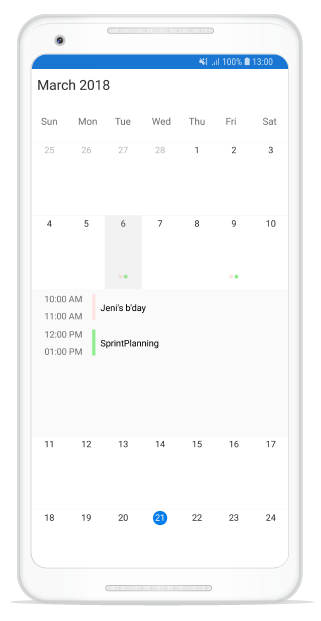 100% 13:00
March 2018
Sun Mon Tue Wed Thu Fri Sat
25 26 27 28 1 2 3
4 5 6 7 8 9 10
10:00 AM Jeni's b'day
11:00 AM
12:00 PM SprintPlanning
01:00 PM
11 12 13 14 15 16 17
18 19 20 21 22 23 24